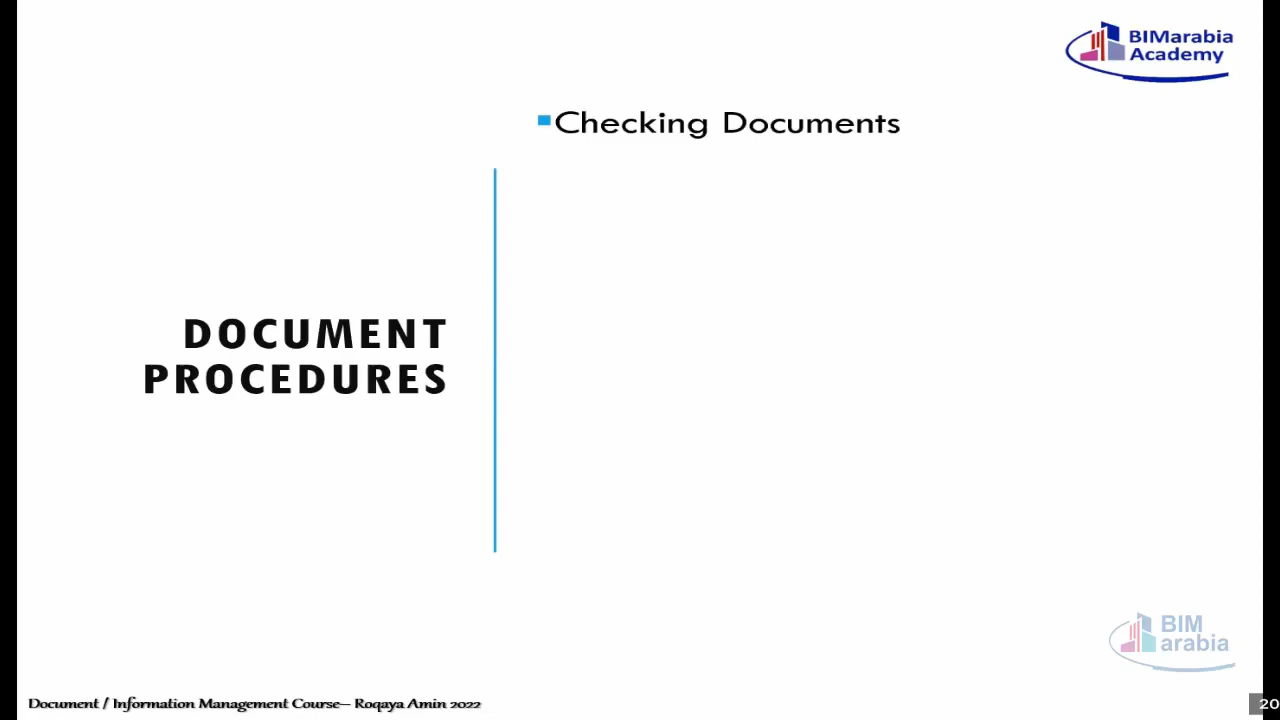 BIMarabia
Academy
Checking Documents
DOCUMENT
PROCEDURES
BIM
arabia
Document / Information Management Course– Roqaya Amin 2022
20